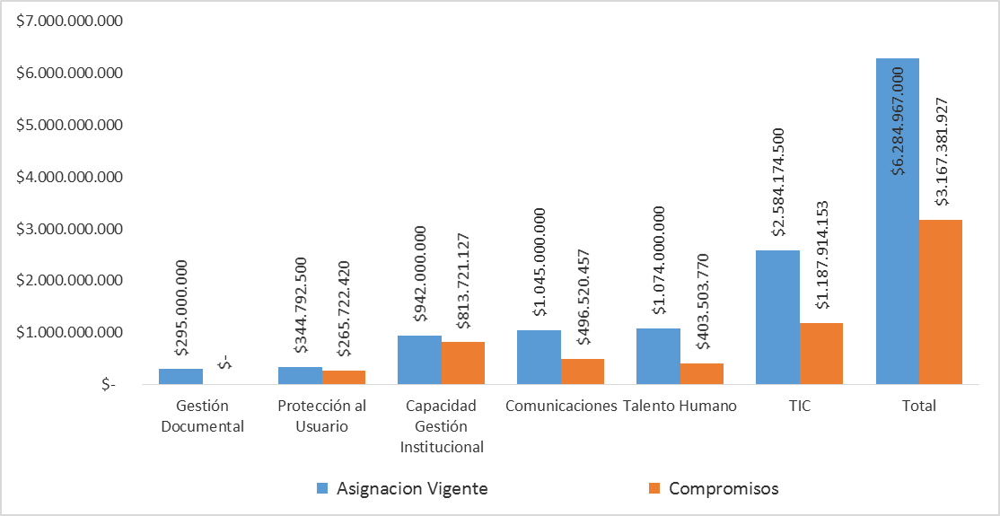 $7.000.000.000
$6.000.000.000
$5.000.000.000
$4.000.000.000
$3.000.000.000
$2.000.000.000
$1.000.000.000
$-
$295.000.000
$-
$344.792.500
$265.722.420
$942.000.000
$813.721.127
$1.045.000.000
$496.520.457
$1.074.000.000
$403.503.770
$2.584.174.500
$1.187.914.153
$6.284.967.000
$3.167.381.927
Gestión
Documental
Protección al
Usuario
Capacidad
Gestión
Institucional
Comunicaciones
Talento Humano
TIC
Total
Asignacion Vigente
Compromisos